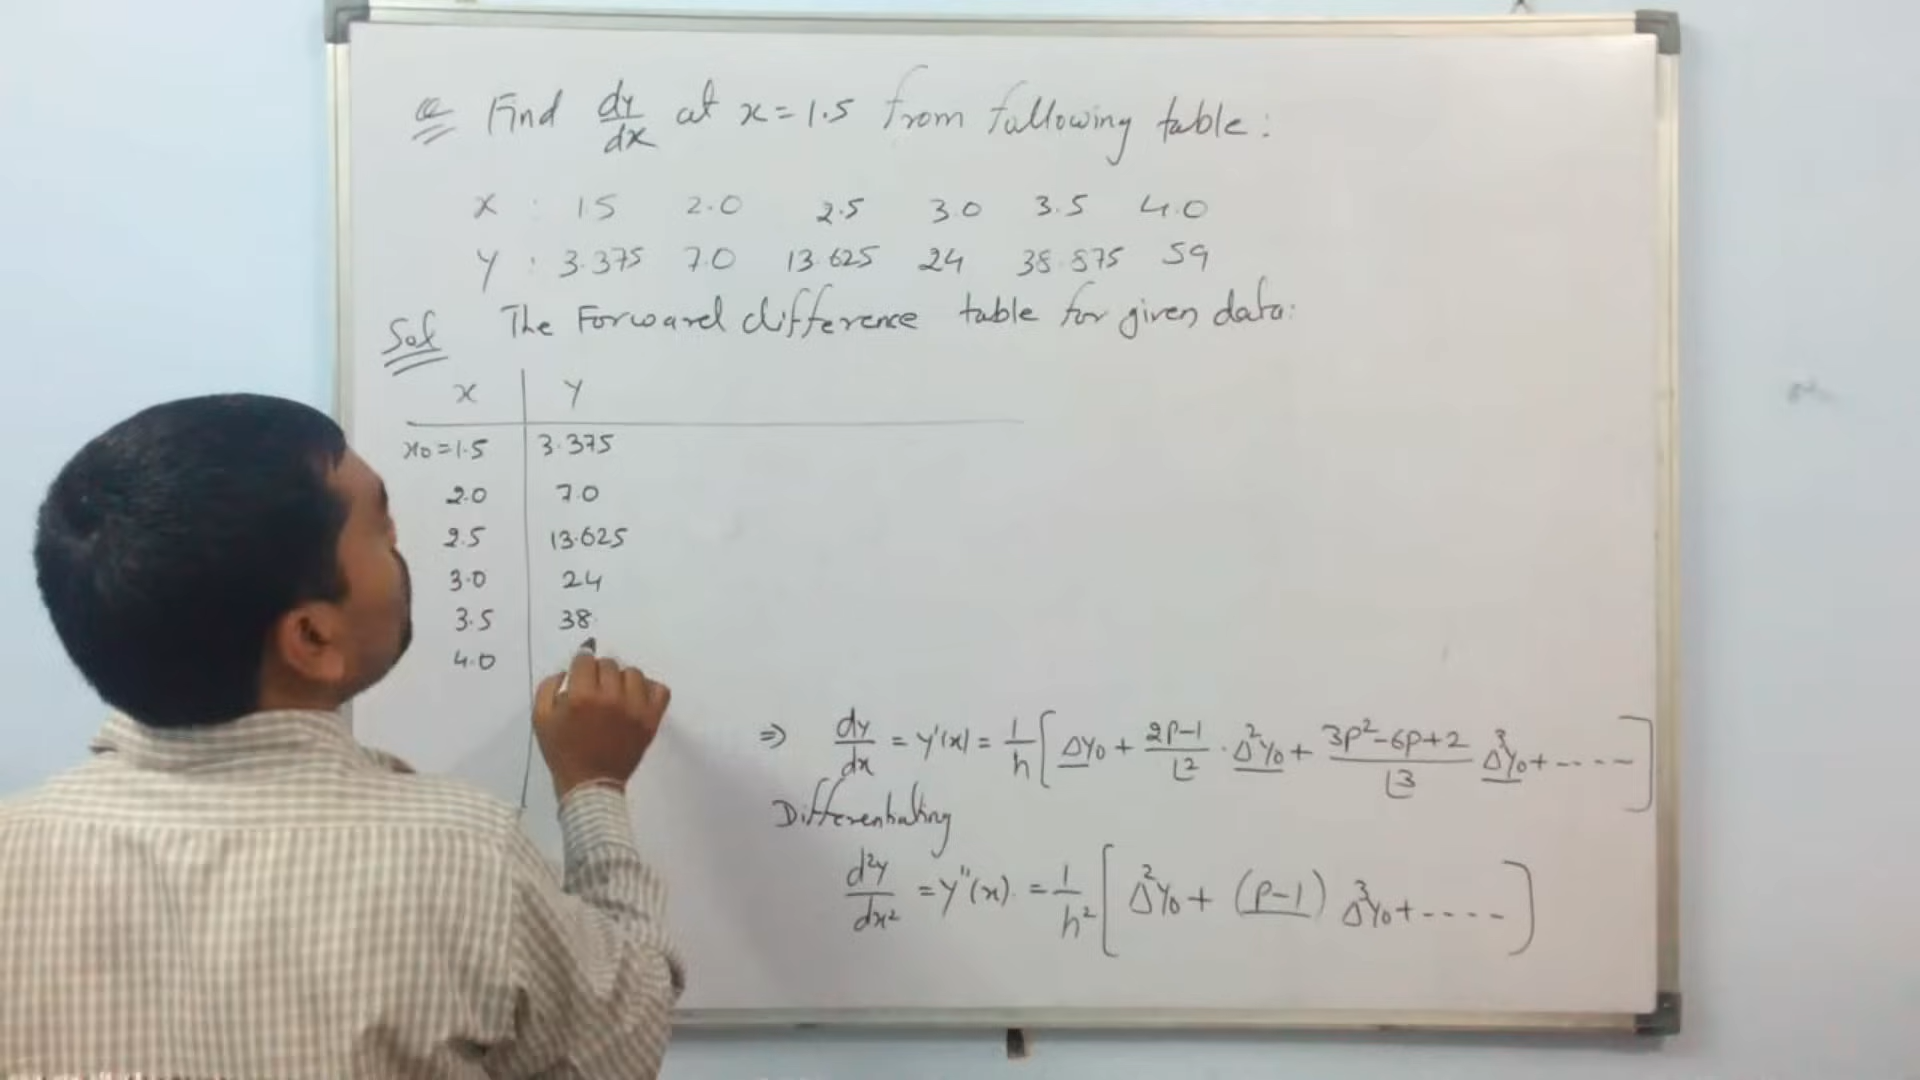 Q Find dy/dx at x=1.5 from following table:
x : 1.5 2.0 2.5 3.0 3.5 4.0
y : 3.375 7.0 13.625 24 38.875 59
Sol The Forward difference table for given data:
x y
x0=1.5 3.375
2.0 7.0
2.5 13.625
3.0 24
3.5 38.
4.0
⇒ dy/dx = y'(x) = 1/h [Δy0 + (2p-1)/⌊2 · Δ²y0 + (3p²-6p+2)/⌊3 Δ³y0 + -----]
Differentiating
d²y/dx² = y''(x) = 1/h² [Δ²y0 + (p-1) Δ³y0 + -----]